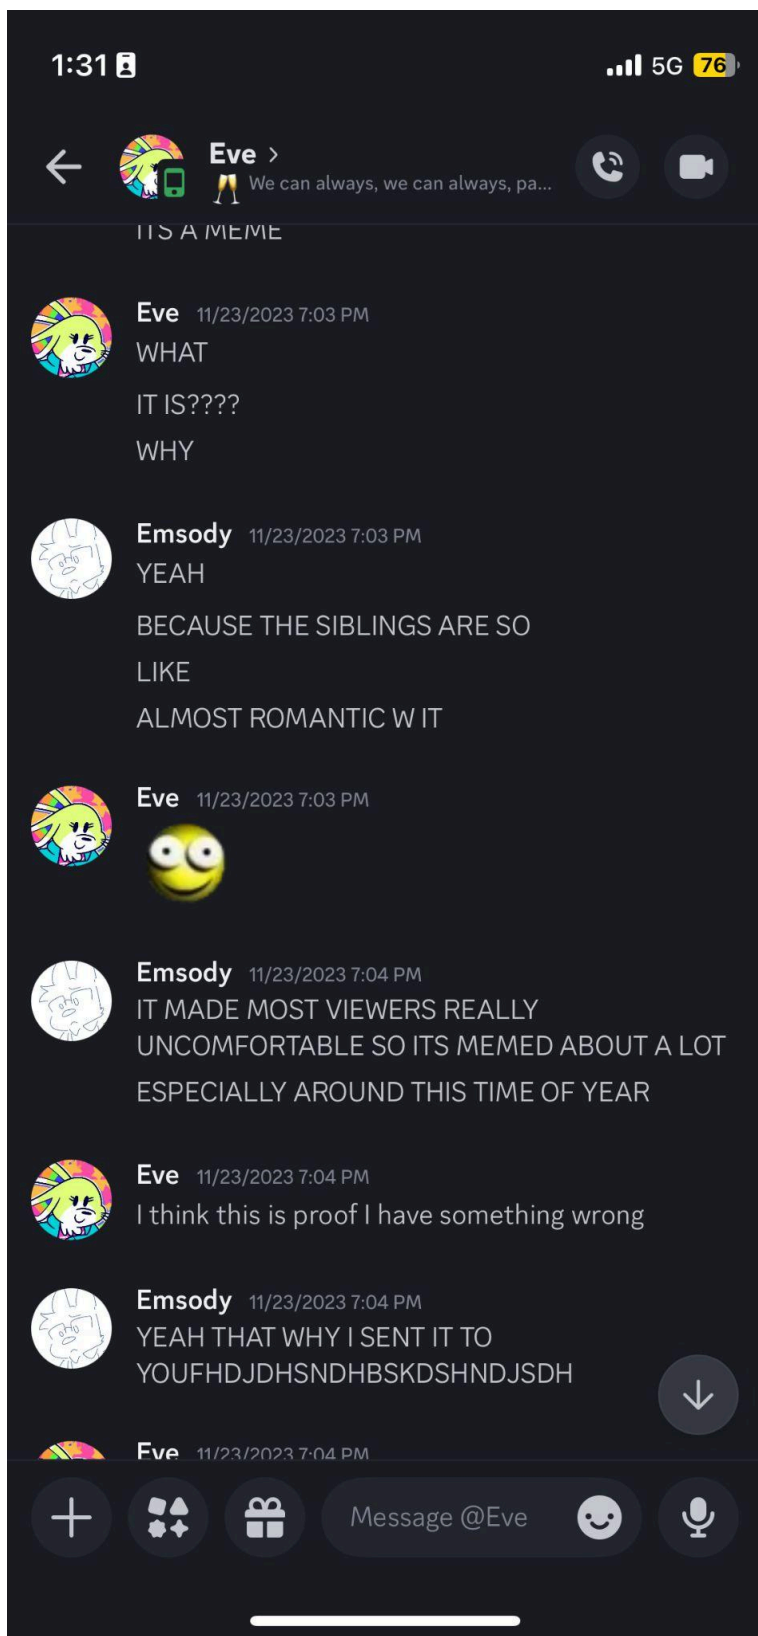 1:31
5G 76
Eve >
🥂 We can always, we can always, pa...
ITS A MEME
Eve 11/23/2023 7:03 PM
WHAT
IT IS????
WHY
Emsody 11/23/2023 7:03 PM
YEAH
BECAUSE THE SIBLINGS ARE SO
LIKE
ALMOST ROMANTIC W IT
Eve 11/23/2023 7:03 PM
Emsody 11/23/2023 7:04 PM
IT MADE MOST VIEWERS REALLY
UNCOMFORTABLE SO ITS MEMED ABOUT A LOT
ESPECIALLY AROUND THIS TIME OF YEAR
Eve 11/23/2023 7:04 PM
I think this is proof I have something wrong
Emsody 11/23/2023 7:04 PM
YEAH THAT WHY I SENT IT TO
YOUFHDJDHSNDHBSKDSHNDJSDH
Eve 11/23/2023 7:04 PM
Message @Eve